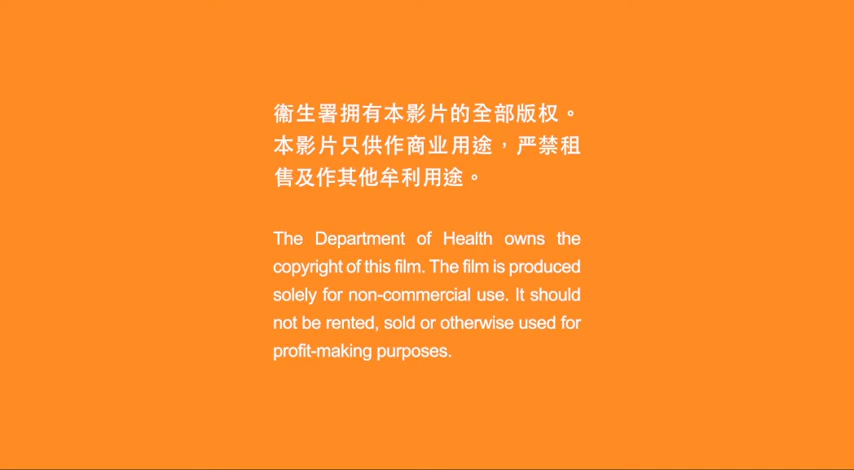 衞生署拥有本影片的全部版权。
本影片只供作商业用途，严禁租
售及作其他牟利用途。
The Department of Health owns the
copyright of this film. The film is produced
solely for non-commercial use. It should
not be rented, sold or otherwise used for
profit-making purposes.